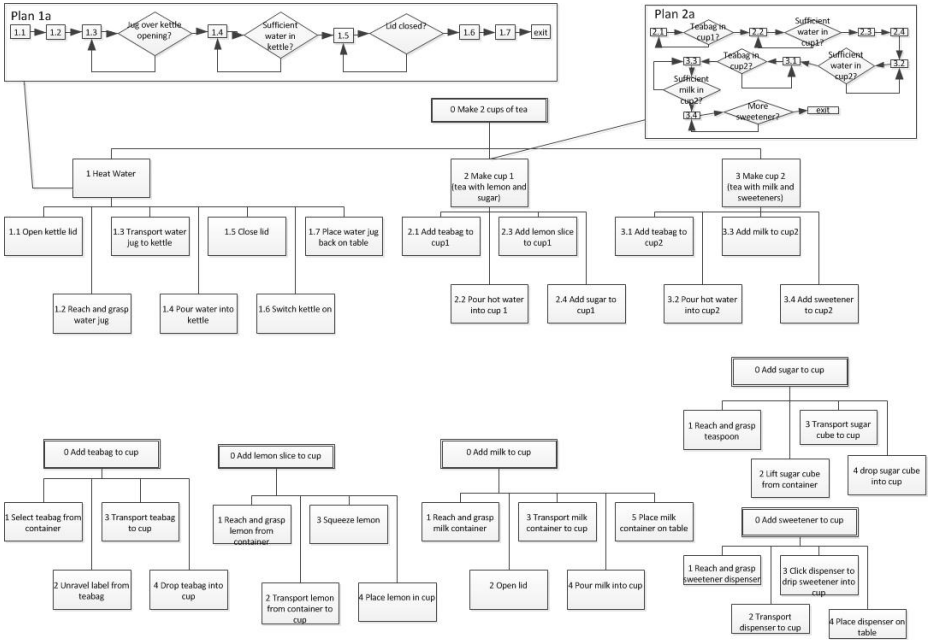 Plan 1a
1.1
1.2
1.3
Jug over kettle
opening?
1.4
Sufficient
water in
kettle?
1.5
Lid closed?
1.6
1.7
exit
Plan 2a
2.1
Teabag in
cup1?
2.2
Sufficient
water in
cup1?
2.3
2.4
3.3
Teabag in
cup2?
3.1
Sufficient
water in
cup2?
3.2
Sufficient
milk in
cup2?
3.4
More
sweetener?
exit
0 Make 2 cups of tea
1 Heat Water
2 Make cup 1
(tea with lemon and
sugar)
3 Make cup 2
(tea with milk and
sweeteners)
1.1 Open kettle lid
1.3 Transport water
jug to kettle
1.5 Close lid
1.7 Place water jug
back on table
2.1 Add teabag to
cup1
2.3 Add lemon slice
to cup1
3.1 Add teabag to
cup2
3.3 Add milk to cup2
1.2 Reach and grasp
water jug
1.4 Pour water into
kettle
1.6 Switch kettle on
2.2 Pour hot water
into cup 1
2.4 Add sugar to
cup1
3.2 Pour hot water
into cup2
3.4 Add sweetener
to cup2
0 Add sugar to cup
1 Reach and grasp
teaspoon
3 Transport sugar
cube to cup
2 Lift sugar cube
from container
4 drop sugar cube
into cup
0 Add teabag to cup
1 Select teabag from
container
3 Transport teabag
to cup
2 Unravel label from
teabag
4 Drop teabag into
cup
0 Add lemon slice to cup
1 Reach and grasp
lemon from
container
3 Squeeze lemon
2 Transport lemon
from container to
cup
4 Place lemon in cup
0 Add milk to cup
1 Reach and grasp
milk container
3 Transport milk
container to cup
5 Place milk
container on table
2 Open lid
4 Pour milk into cup
0 Add sweetener to cup
1 Reach and grasp
sweetener dispenser
3 Click dispenser to
drip sweetener into
cup
2 Transport
dispenser to cup
4 Place dispenser on
table